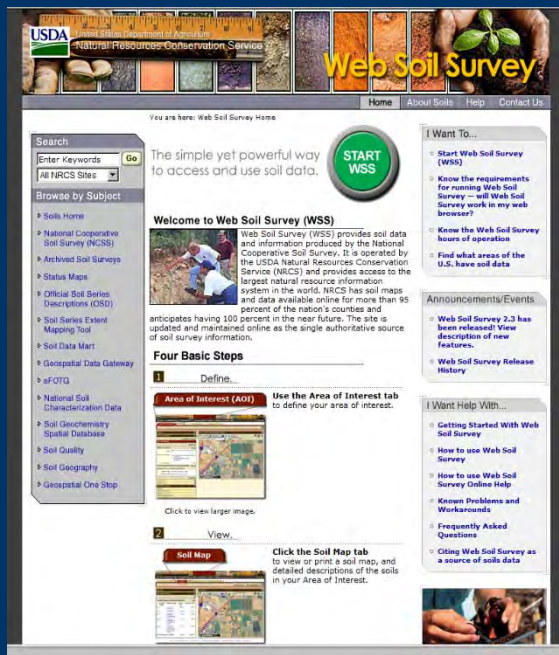 USDA
United States Department of Agriculture
Natural Resources Conservation Service
Web Soil Survey
Home
About Soils
Help
Contact Us
You are here: Web Soil Survey Home
Search
Enter Keywords
Go
All NRCS Sites
Browse by Subject
Soils Home
National Cooperative
Soil Survey (NCSS)
Archived Soil Surveys
Status Maps
Official Soil Series
Descriptions (OSD)
Soil Series Extent
Mapping Tool
Soil Data Mart
Geospatial Data Gateway
eFOTG
National Soil
Characterization Data
Soil Geochemistry
Spatial Database
Soil Quality
Soil Geography
Geospatial One Stop
The simple yet powerful way
to access and use soil data.
START
WSS
Welcome to Web Soil Survey (WSS)
Web Soil Survey (WSS) provides soil data
and information produced by the National
Cooperative Soil Survey. It is operated by
the USDA Natural Resources Conservation
Service (NRCS) and provides access to the
largest natural resource information
system in the world. NRCS has soil maps
and data available online for more than 95
percent of the nation's counties and
anticipates having 100 percent in the near future. The site is
updated and maintained online as the single authoritative source
of soil survey information.
Four Basic Steps
1
Define.
Area of Interest (AOI)
Use the Area of Interest tab
to define your area of interest.
Click to view larger image.
2
View.
Soil Map
Click the Soil Map tab
to view or print a soil map, and
detailed descriptions of the soils
in your Area of Interest.
I Want To...
Start Web Soil Survey
(WSS)
Know the requirements
for running Web Soil
Survey — will Web Soil
Survey work in my web
browser?
Know the Web Soil Survey
hours of operation
Find what areas of the
U.S. have soil data
Announcements/Events
Web Soil Survey 2.3 has
been released! View
description of new
features.
Web Soil Survey Release
History
I Want Help With...
Getting Started With Web
Soil Survey
How to use Web Soil
Survey
How to use Web Soil
Survey Online Help
Known Problems and
Workarounds
Frequently Asked
Questions
Citing Web Soil Survey as
a source of soils data